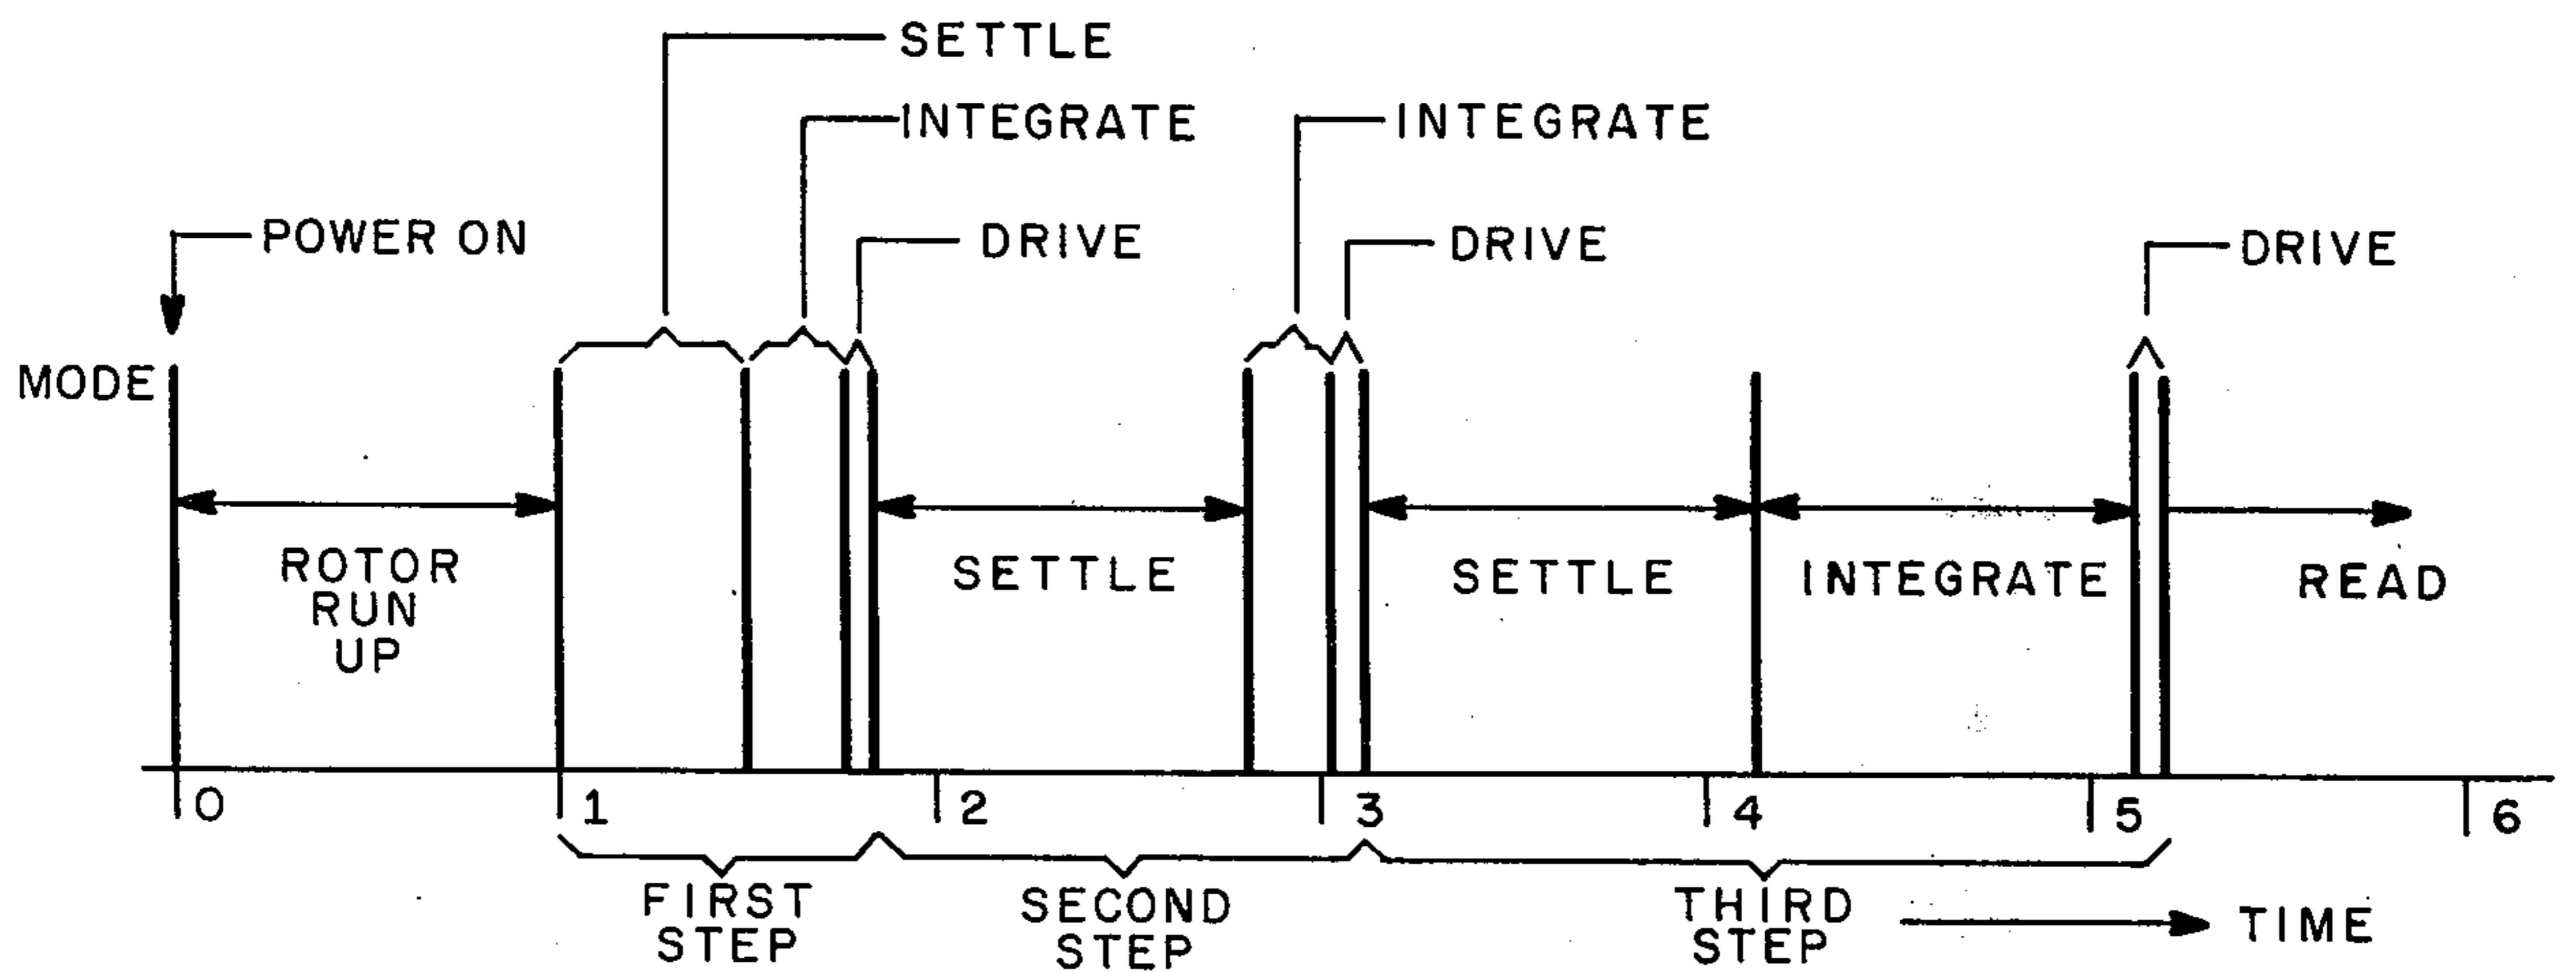 SETTLE
INTEGRATE
INTEGRATE
POWER ON
DRIVE
DRIVE
DRIVE
MODE
ROTOR
RUN
UP
SETTLE
SETTLE
INTEGRATE
READ
0
1
2
3
4
5
6
FIRST
STEP
SECOND
STEP
THIRD
STEP
TIME